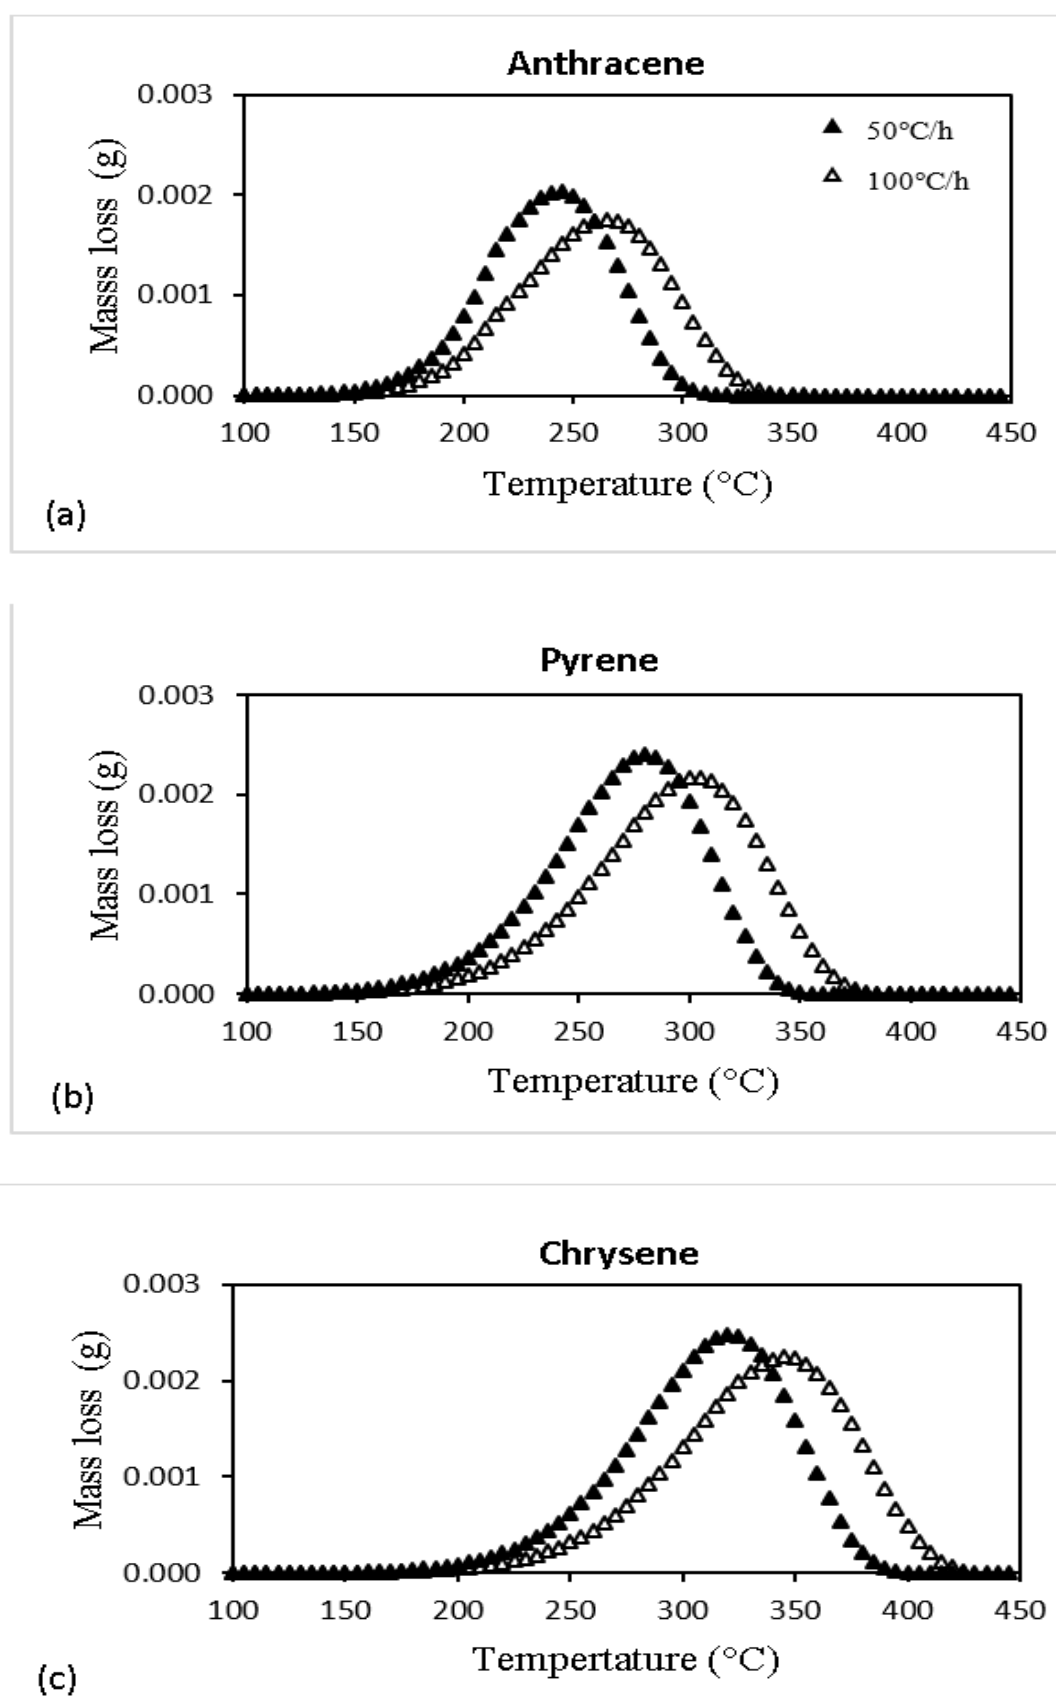 Anthracene
0.003
0.002
0.001
0.000
Masss loss (g)
50°C/h
100°C/h
100 150 200 250 300 350 400 450
Temperature (°C)
(a)
Pyrene
0.003
0.002
0.001
0.000
Mass loss (g)
100 150 200 250 300 350 400 450
Temperature (°C)
(b)
Chrysene
0.003
0.002
0.001
0.000
Mass loss (g)
100 150 200 250 300 350 400 450
Tempertature (°C)
(c)